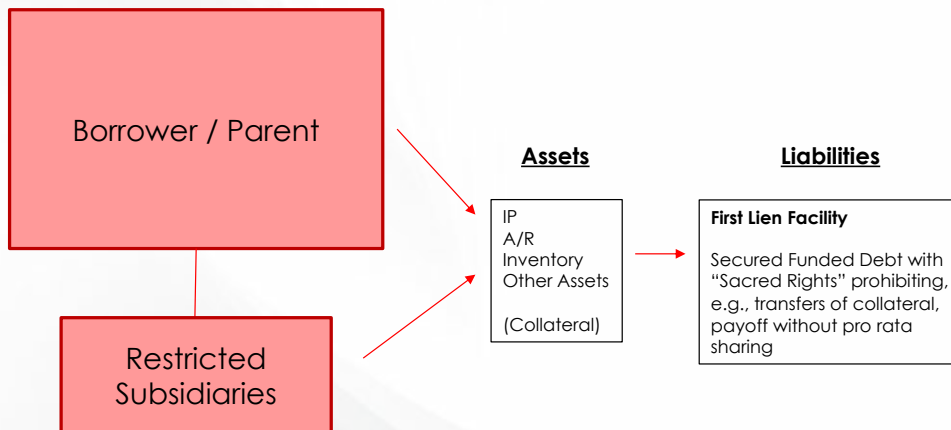 Borrower / Parent
Restricted
Subsidiaries
Assets
IP
A/R
Inventory
Other Assets
(Collateral)
Liabilities
First Lien Facility
Secured Funded Debt with
“Sacred Rights” prohibiting,
e.g., transfers of collateral,
payoff without pro rata
sharing